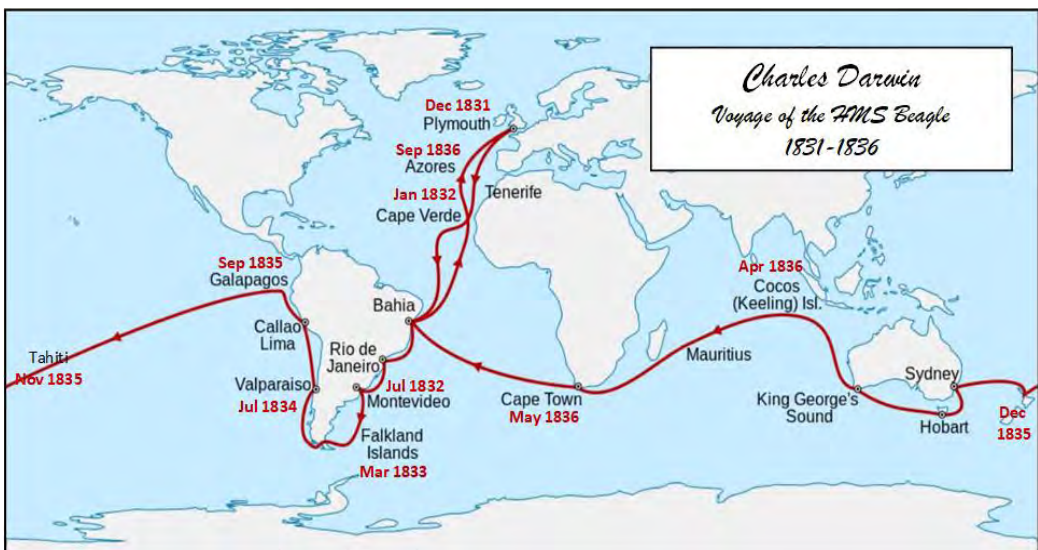 Charles Darwin
Voyage of the HMS Beagle
1831-1836
Dec 1831
Plymouth
Sep 1836
Azores
Jan 1832
Tenerife
Cape Verde
Sep 1835
Galapagos
Apr 1836
Cocos
(Keeling) Isl.
Bahia
Callao
Lima
Rio de
Janeiro
Mauritius
Tahiti
Nov 1835
Valparaiso
Jul 1834
Jul 1832
Montevideo
Cape Town
May 1836
King George's
Sound
Sydney
Hobart
Dec
1835
Falkland
Islands
Mar 1833